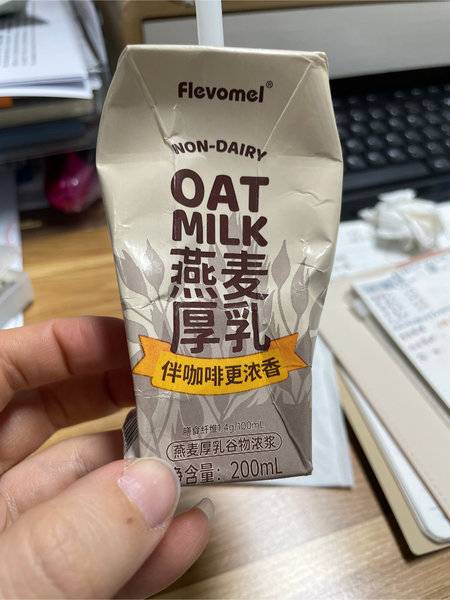 Flevomel®
NON-DAIRY
OAT
MILK
燕麦
厚乳
伴咖啡更浓香
膳食纤维1.4g/100mL
燕麦厚乳谷物浓浆
净含量：200mL